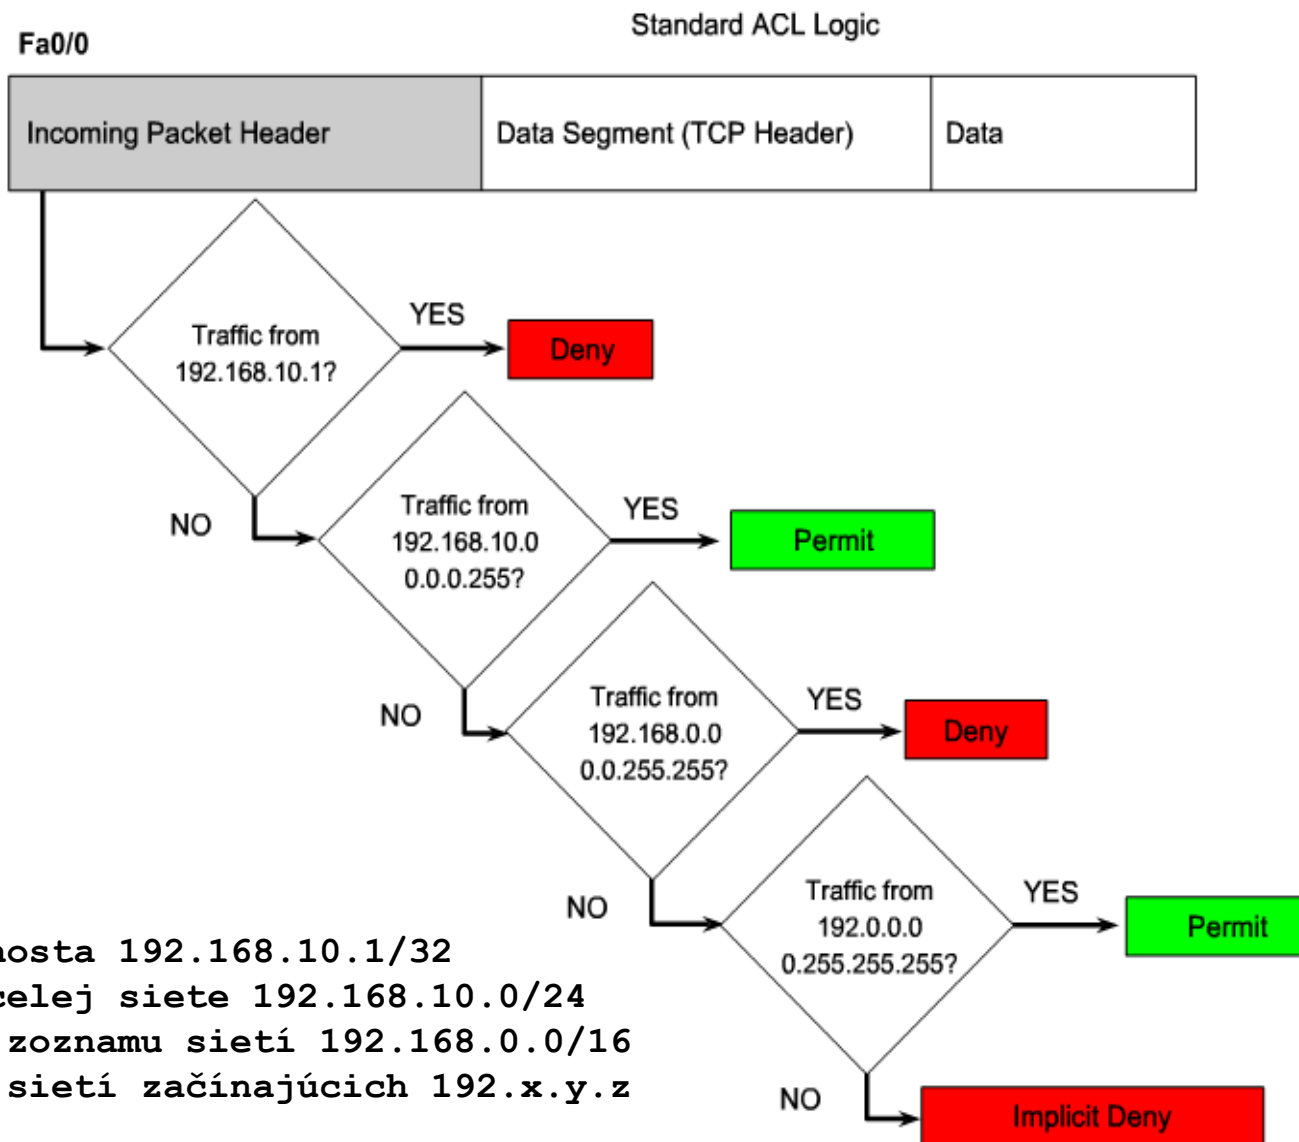 Standard ACL Logic
Fa0/0
Incoming Packet Header
Data Segment (TCP Header)
Data
Traffic from
192.168.10.1?
YES
Deny
NO
Traffic from
192.168.10.0
0.0.0.255?
YES
Permit
NO
Traffic from
192.168.0.0
0.0.255.255?
YES
Deny
NO
Traffic from
192.0.0.0
0.255.255.255?
YES
Permit
NO
Implicit Deny
192.168.10.1/32
siete 192.168.10.0/24
zoznamu sietí 192.168.0.0/16
sietí začínajúcich 192.x.y.z